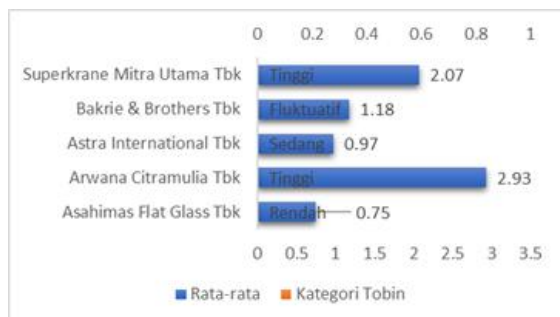 0 0.2 0.4 0.6 0.8 1
Superkrane Mitra Utama Tbk Tinggi 2.07
Bakrie & Brothers Tbk Fluktuatif 1.18
Astra International Tbk Sedang 0.97
Arwana Citramulia Tbk Tinggi 2.93
Asahimas Flat Glass Tbk Rendah 0.75
0 0.5 1 1.5 2 2.5 3 3.5
Rata-rata Kategori Tobin